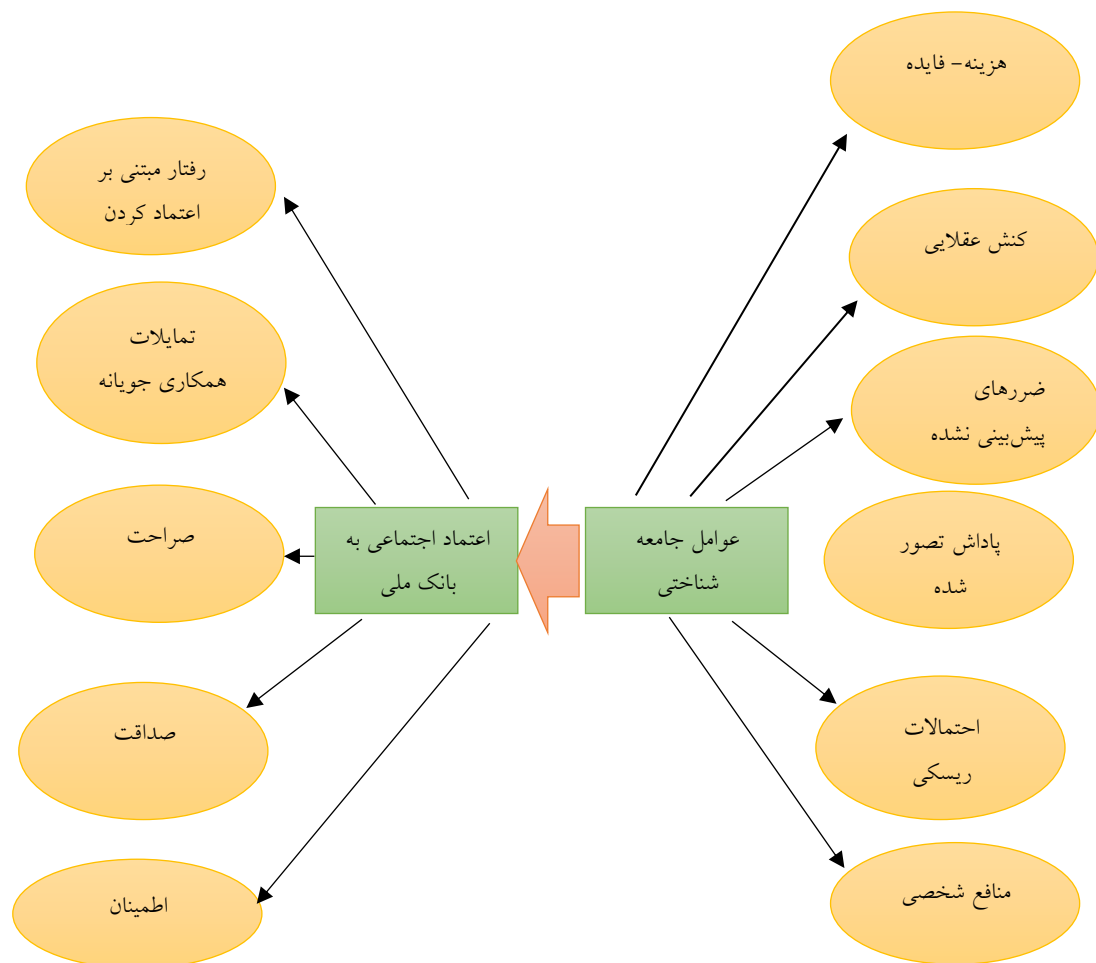 هزینه- فایده
کنش عقلایی
ضررهای
پیش‌بینی نشده
پاداش تصور
شده
احتمالات
ریسکی
منافع شخصی
عوامل جامعه
شناختی
اعتماد اجتماعی به
بانک ملی
رفتار مبتنی بر
اعتماد کردن
تمایلات
همکاری جویانه
صراحت
صداقت
اطمینان